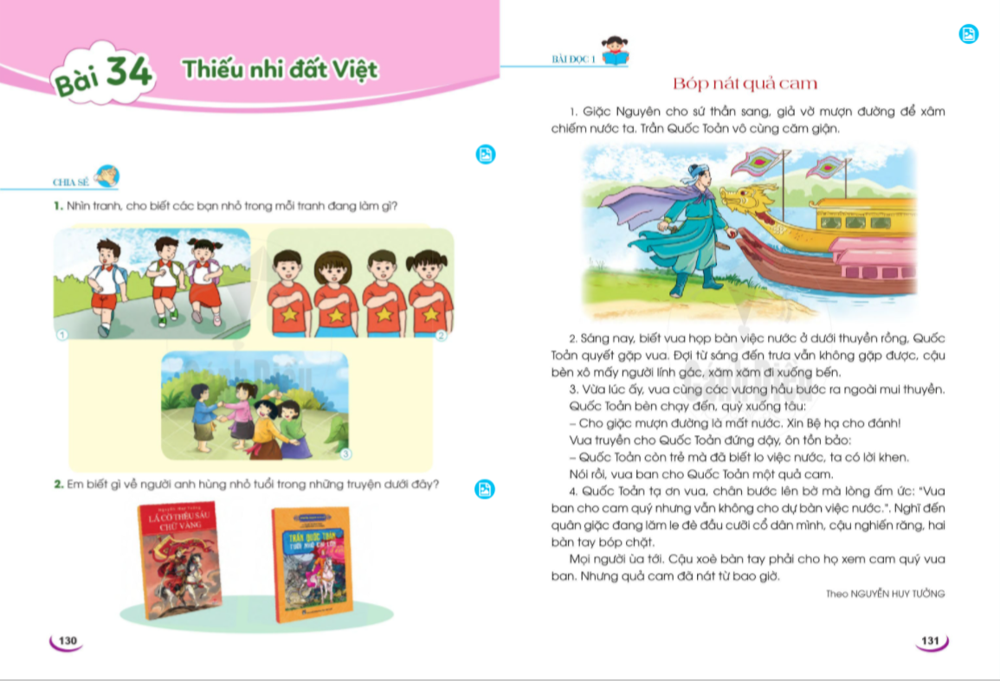 Bài 34
Thiếu nhi đất Việt
CHIA SẺ
1. Nhìn tranh, cho biết các bạn nhỏ trong mỗi tranh đang làm gì?
1
2
3
2. Em biết gì về người anh hùng nhỏ tuổi trong những truyện dưới đây?
LÁ CỜ THÊU SÁU
CHỮ VÀNG
TRẦN QUỐC TOẢN
130
BÀI ĐỌC 1
Bóp nát quả cam
1. Giặc Nguyên cho sứ thần sang, giả vờ mượn đường để xâm
chiếm nước ta. Trần Quốc Toản vô cùng căm giận.
2. Sáng nay, biết vua họp bàn việc nước ở dưới thuyền rồng, Quốc
Toản quyết gặp vua. Đợi từ sáng đến trưa vẫn không gặp được, cậu
bèn xô mấy người lính gác, xăm xăm đi xuống bến.
3. Vừa lúc ấy, vua cùng các vương hầu bước ra ngoài mui thuyền.
Quốc Toản bèn chạy đến, quỳ xuống tâu:
– Cho giặc mượn đường là mất nước. Xin Bệ hạ cho đánh!
Vua truyền cho Quốc Toản đứng dậy, ôn tồn bảo:
– Quốc Toản còn trẻ mà đã biết lo việc nước, ta có lời khen.
Nói rồi, vua ban cho Quốc Toản một quả cam.
4. Quốc Toản tạ ơn vua, chân bước lên bờ mà lòng ấm ức: "Vua
ban cho cam quý nhưng vẫn không cho dự bàn việc nước.". Nghĩ đến
quân giặc đang lăm le đè đầu cưỡi cổ dân mình, cậu nghiến răng, hai
bàn tay bóp chặt.
Mọi người ùa tới. Cậu xoè bàn tay phải cho họ xem cam quý vua
ban. Nhưng quả cam đã nát từ bao giờ.
Theo NGUYỄN HUY TƯỞNG
131